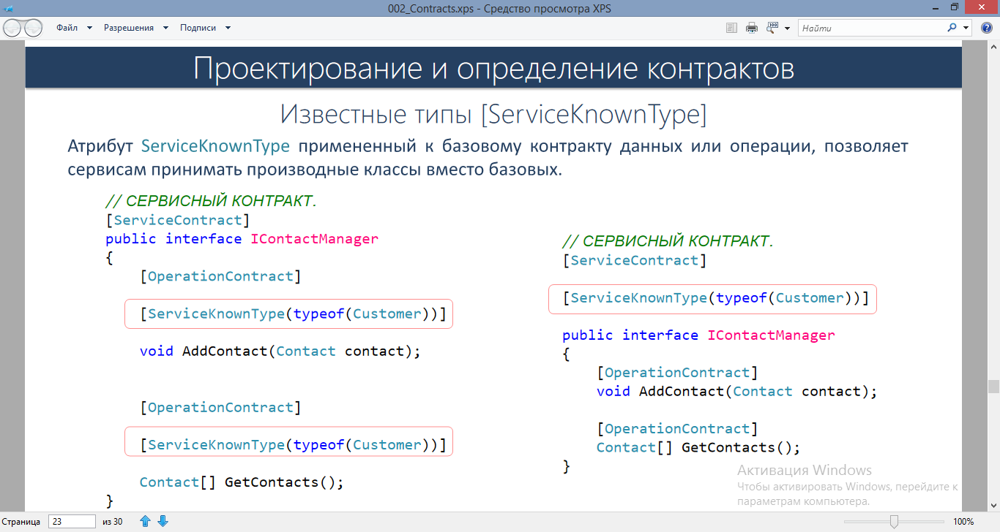 002_Contracts.xps - Средство просмотра XPS
Файл Разрешения Подписи
100
Найти
?
Проектирование и определение контрактов
Известные типы [ServiceKnownType]
Атрибут ServiceKnownType примененный к базовому контракту данных или операции, позволяет
сервисам принимать производные классы вместо базовых.
// СЕРВИСНЫЙ КОНТРАКТ.
[ServiceContract]
public interface IContactManager
{
[OperationContract]
[ServiceKnownType(typeof(Customer))]
void AddContact(Contact contact);
[OperationContract]
[ServiceKnownType(typeof(Customer))]
Contact[] GetContacts();
}
// СЕРВИСНЫЙ КОНТРАКТ.
[ServiceContract]
[ServiceKnownType(typeof(Customer))]
public interface IContactManager
{
[OperationContract]
void AddContact(Contact contact);
[OperationContract]
Contact[] GetContacts();
}
Активация Windows
Чтобы активировать Windows, перейдите к
параметрам компьютера.
Страница 23 из 30
100%